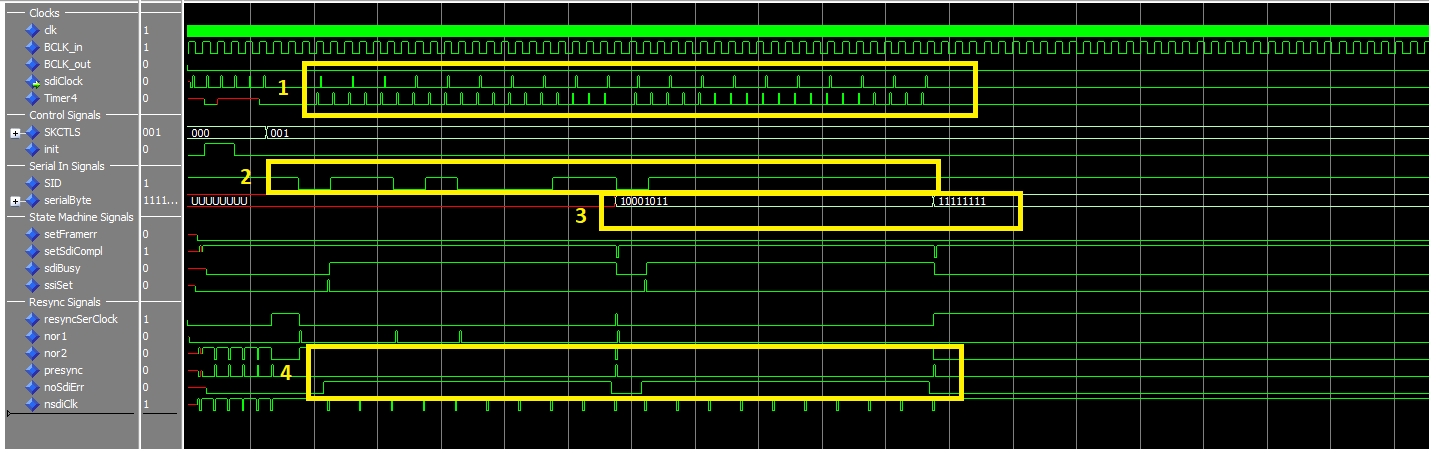 Clocks
clk 1
BCLK_in 1
BCLK_out 0
sdiClock 0
Timer4 0
1
Control Signals
SKCTLS 001 000 001
init 0
Serial In Signals
SID 1
2
serialByte 1111... UUUUUUUU 10001011 11111111
3
State Machine Signals
setFramerr 0
setSdiCompl 1
sdiBusy 0
ssiSet 0
Resync Signals
resyncSerClock 1
nor1 0
nor2 0
presync 0
4
noSdiErr 0
nsdiClk 1